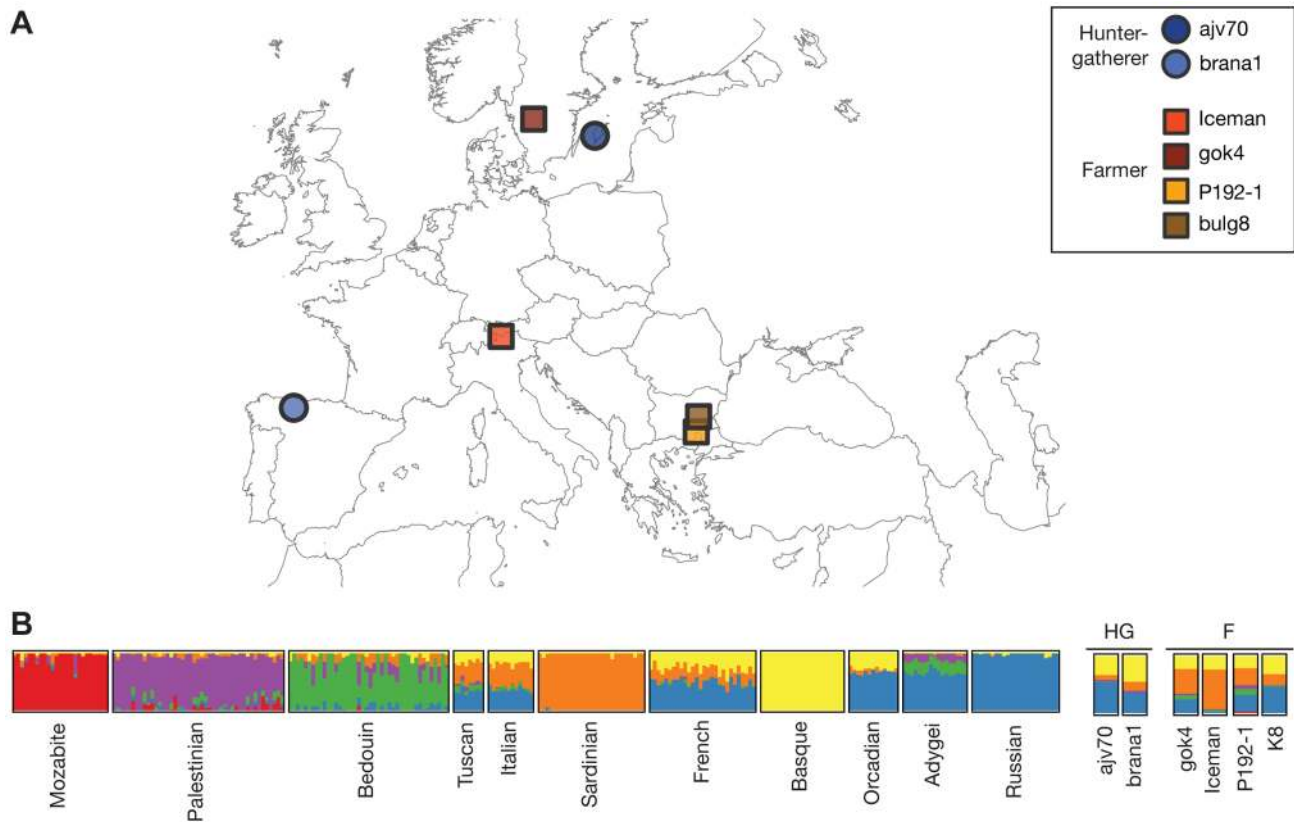 A
Hunter-
gatherer
ajv70
brana1
Farmer
Iceman
gok4
P192-1
bulg8
B
HG
F
Mozabite
Palestinian
Bedouin
Tuscan
Italian
Sardinian
French
Basque
Orcadian
Adygei
Russian
ajv70
brana1
gok4
Iceman
P192-1
K8